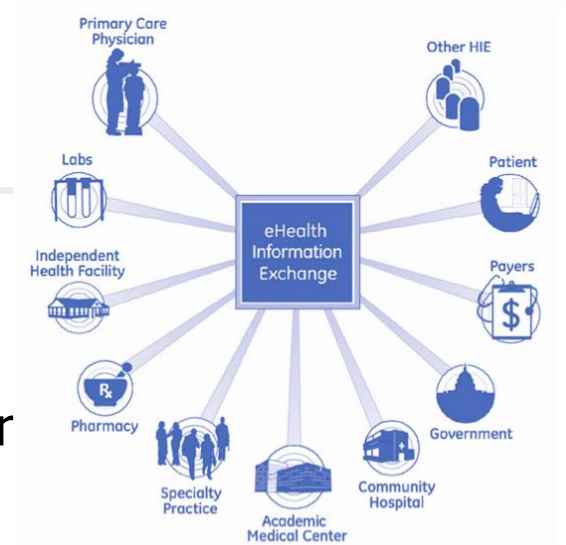 Primary Care
Physician
Other HIE
Labs
Patient
eHealth
Information
Exchange
Independent
Health Facility
Payers
$
Rx
Pharmacy
Government
Specialty
Practice
Community
Hospital
Academic
Medical Center
r